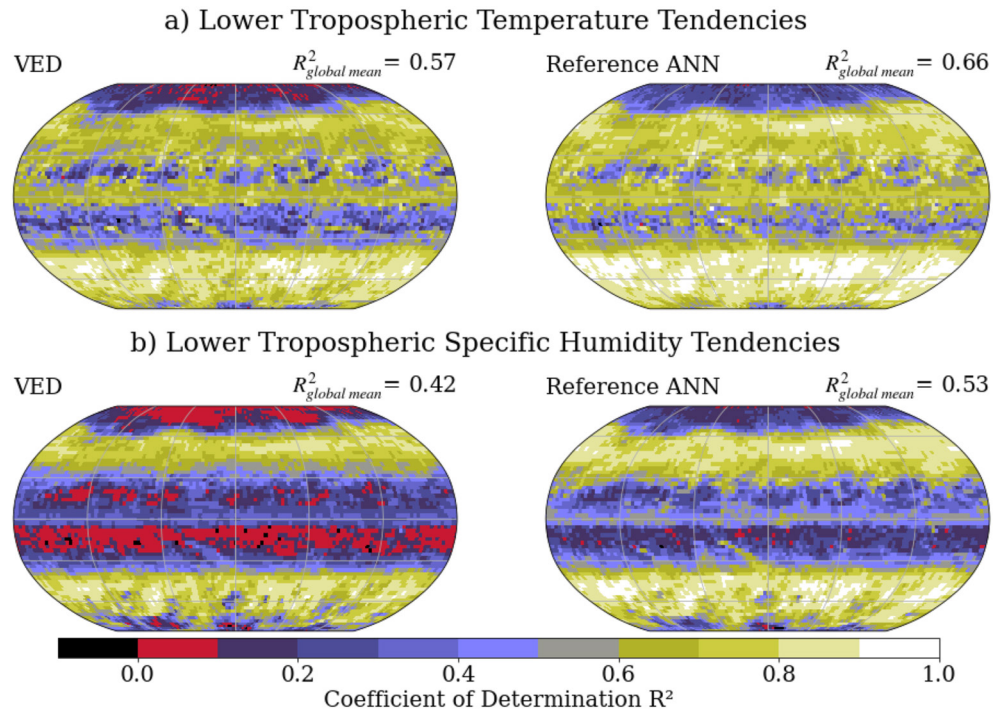 a) Lower Tropospheric Temperature Tendencies
VED R²global mean = 0.57 Reference ANN R²global mean = 0.66
b) Lower Tropospheric Specific Humidity Tendencies
VED R²global mean = 0.42 Reference ANN R²global mean = 0.53
0.0 0.2 0.4 0.6 0.8 1.0
Coefficient of Determination R²